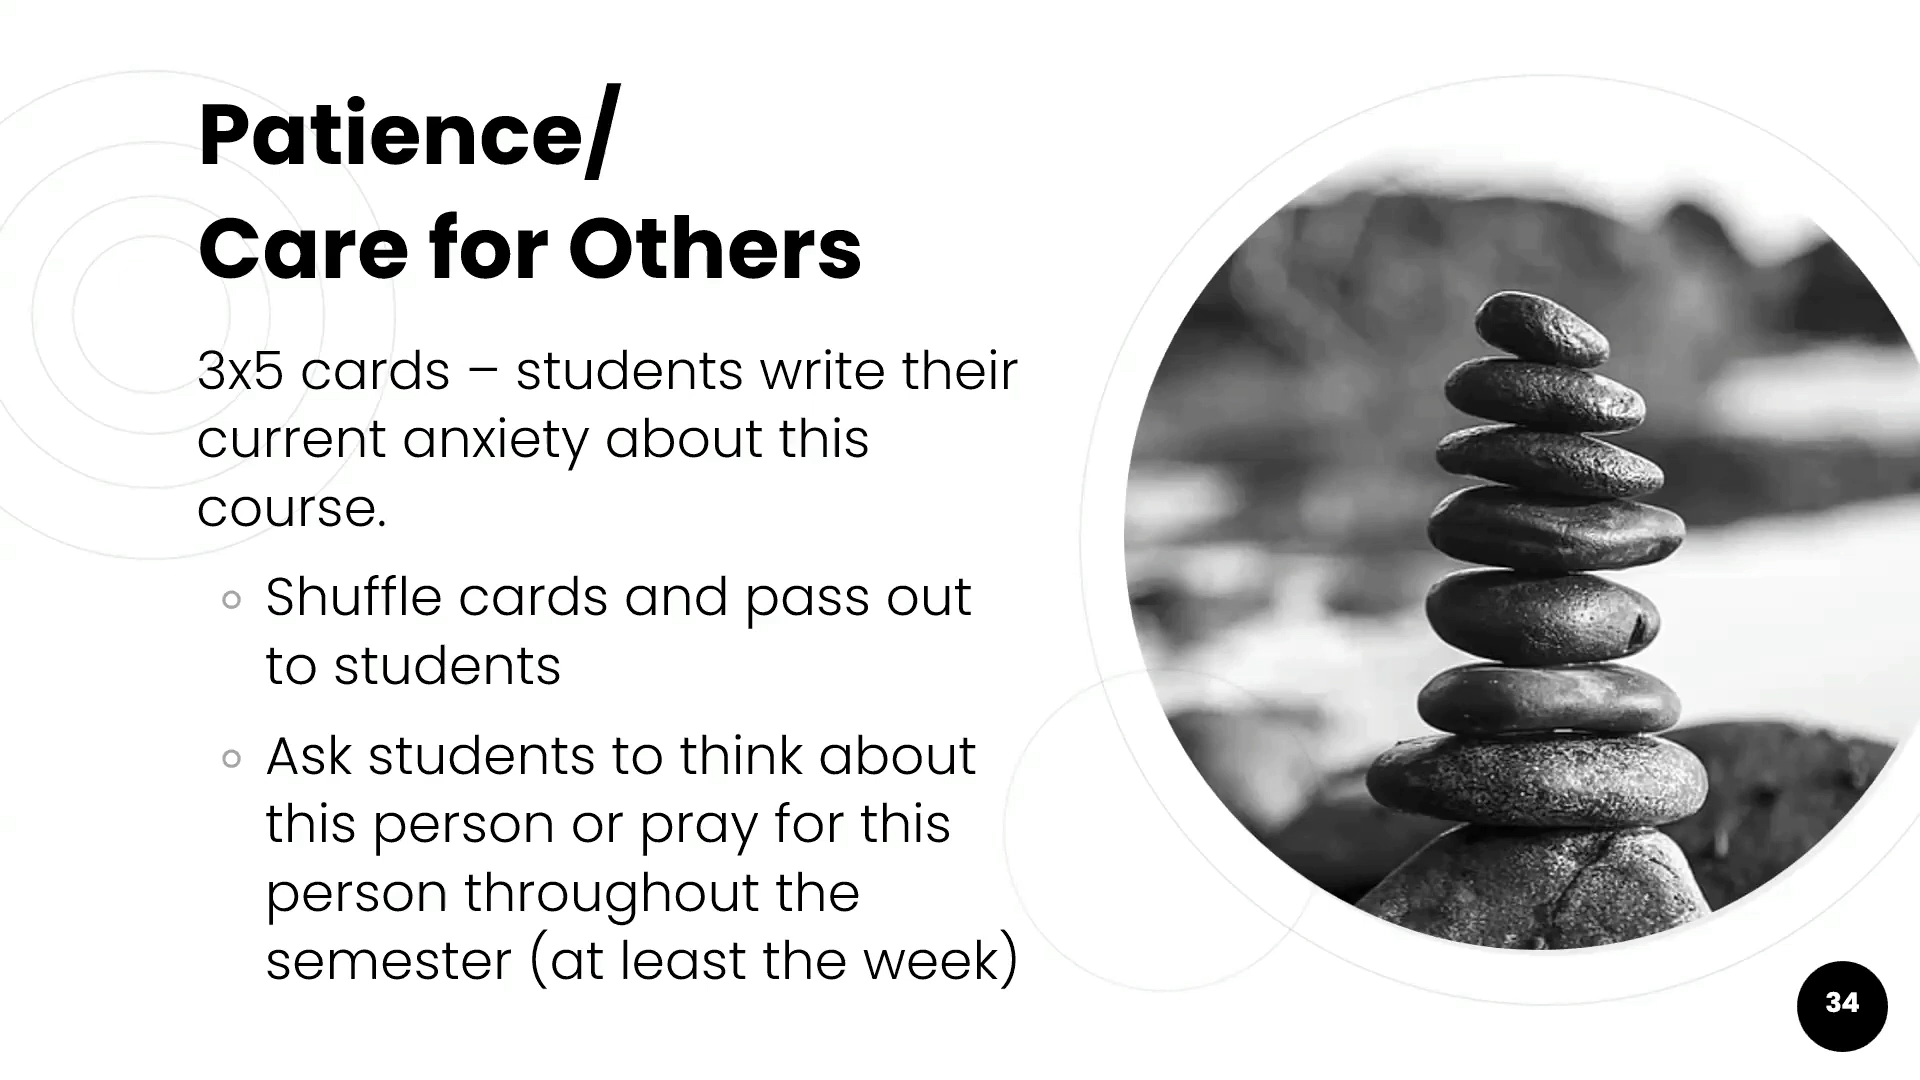 Patience/
Care for Others
3x5 cards – students write their
current anxiety about this
course.
Shuffle cards and pass out
to students
Ask students to think about
this person or pray for this
person throughout the
semester (at least the week)
34